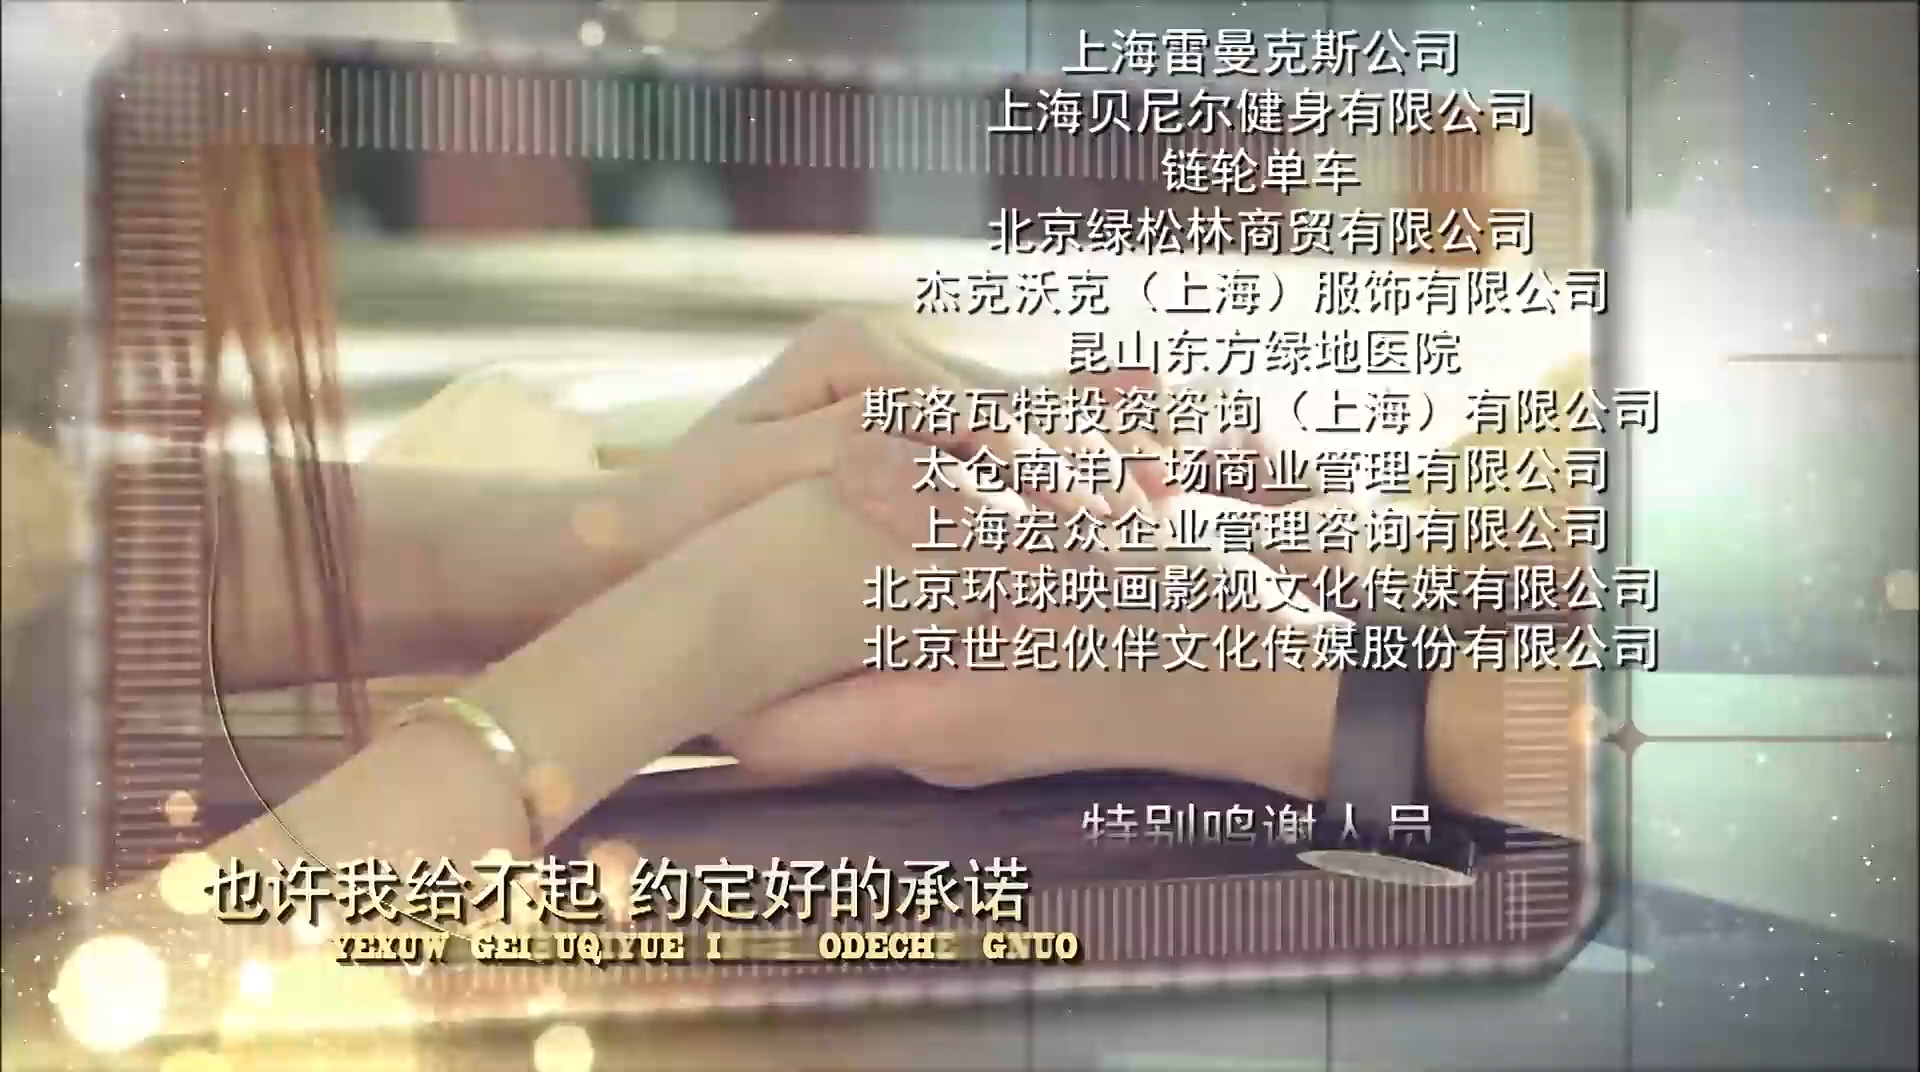 上海雷曼克斯公司
上海贝尼尔健身有限公司
链轮单车
北京绿松林商贸有限公司
杰克沃克（上海）服饰有限公司
昆山东方绿地医院
斯洛瓦特投资咨询（上海）有限公司
太仓南洋广场商业管理有限公司
上海宏众企业管理咨询有限公司
北京环球映画影视文化传媒有限公司
北京世纪伙伴文化传媒股份有限公司
特别鸣谢人员
也许我给不起 约定好的承诺
YEXUW GEI UQIYUE I ODECHE GNUO